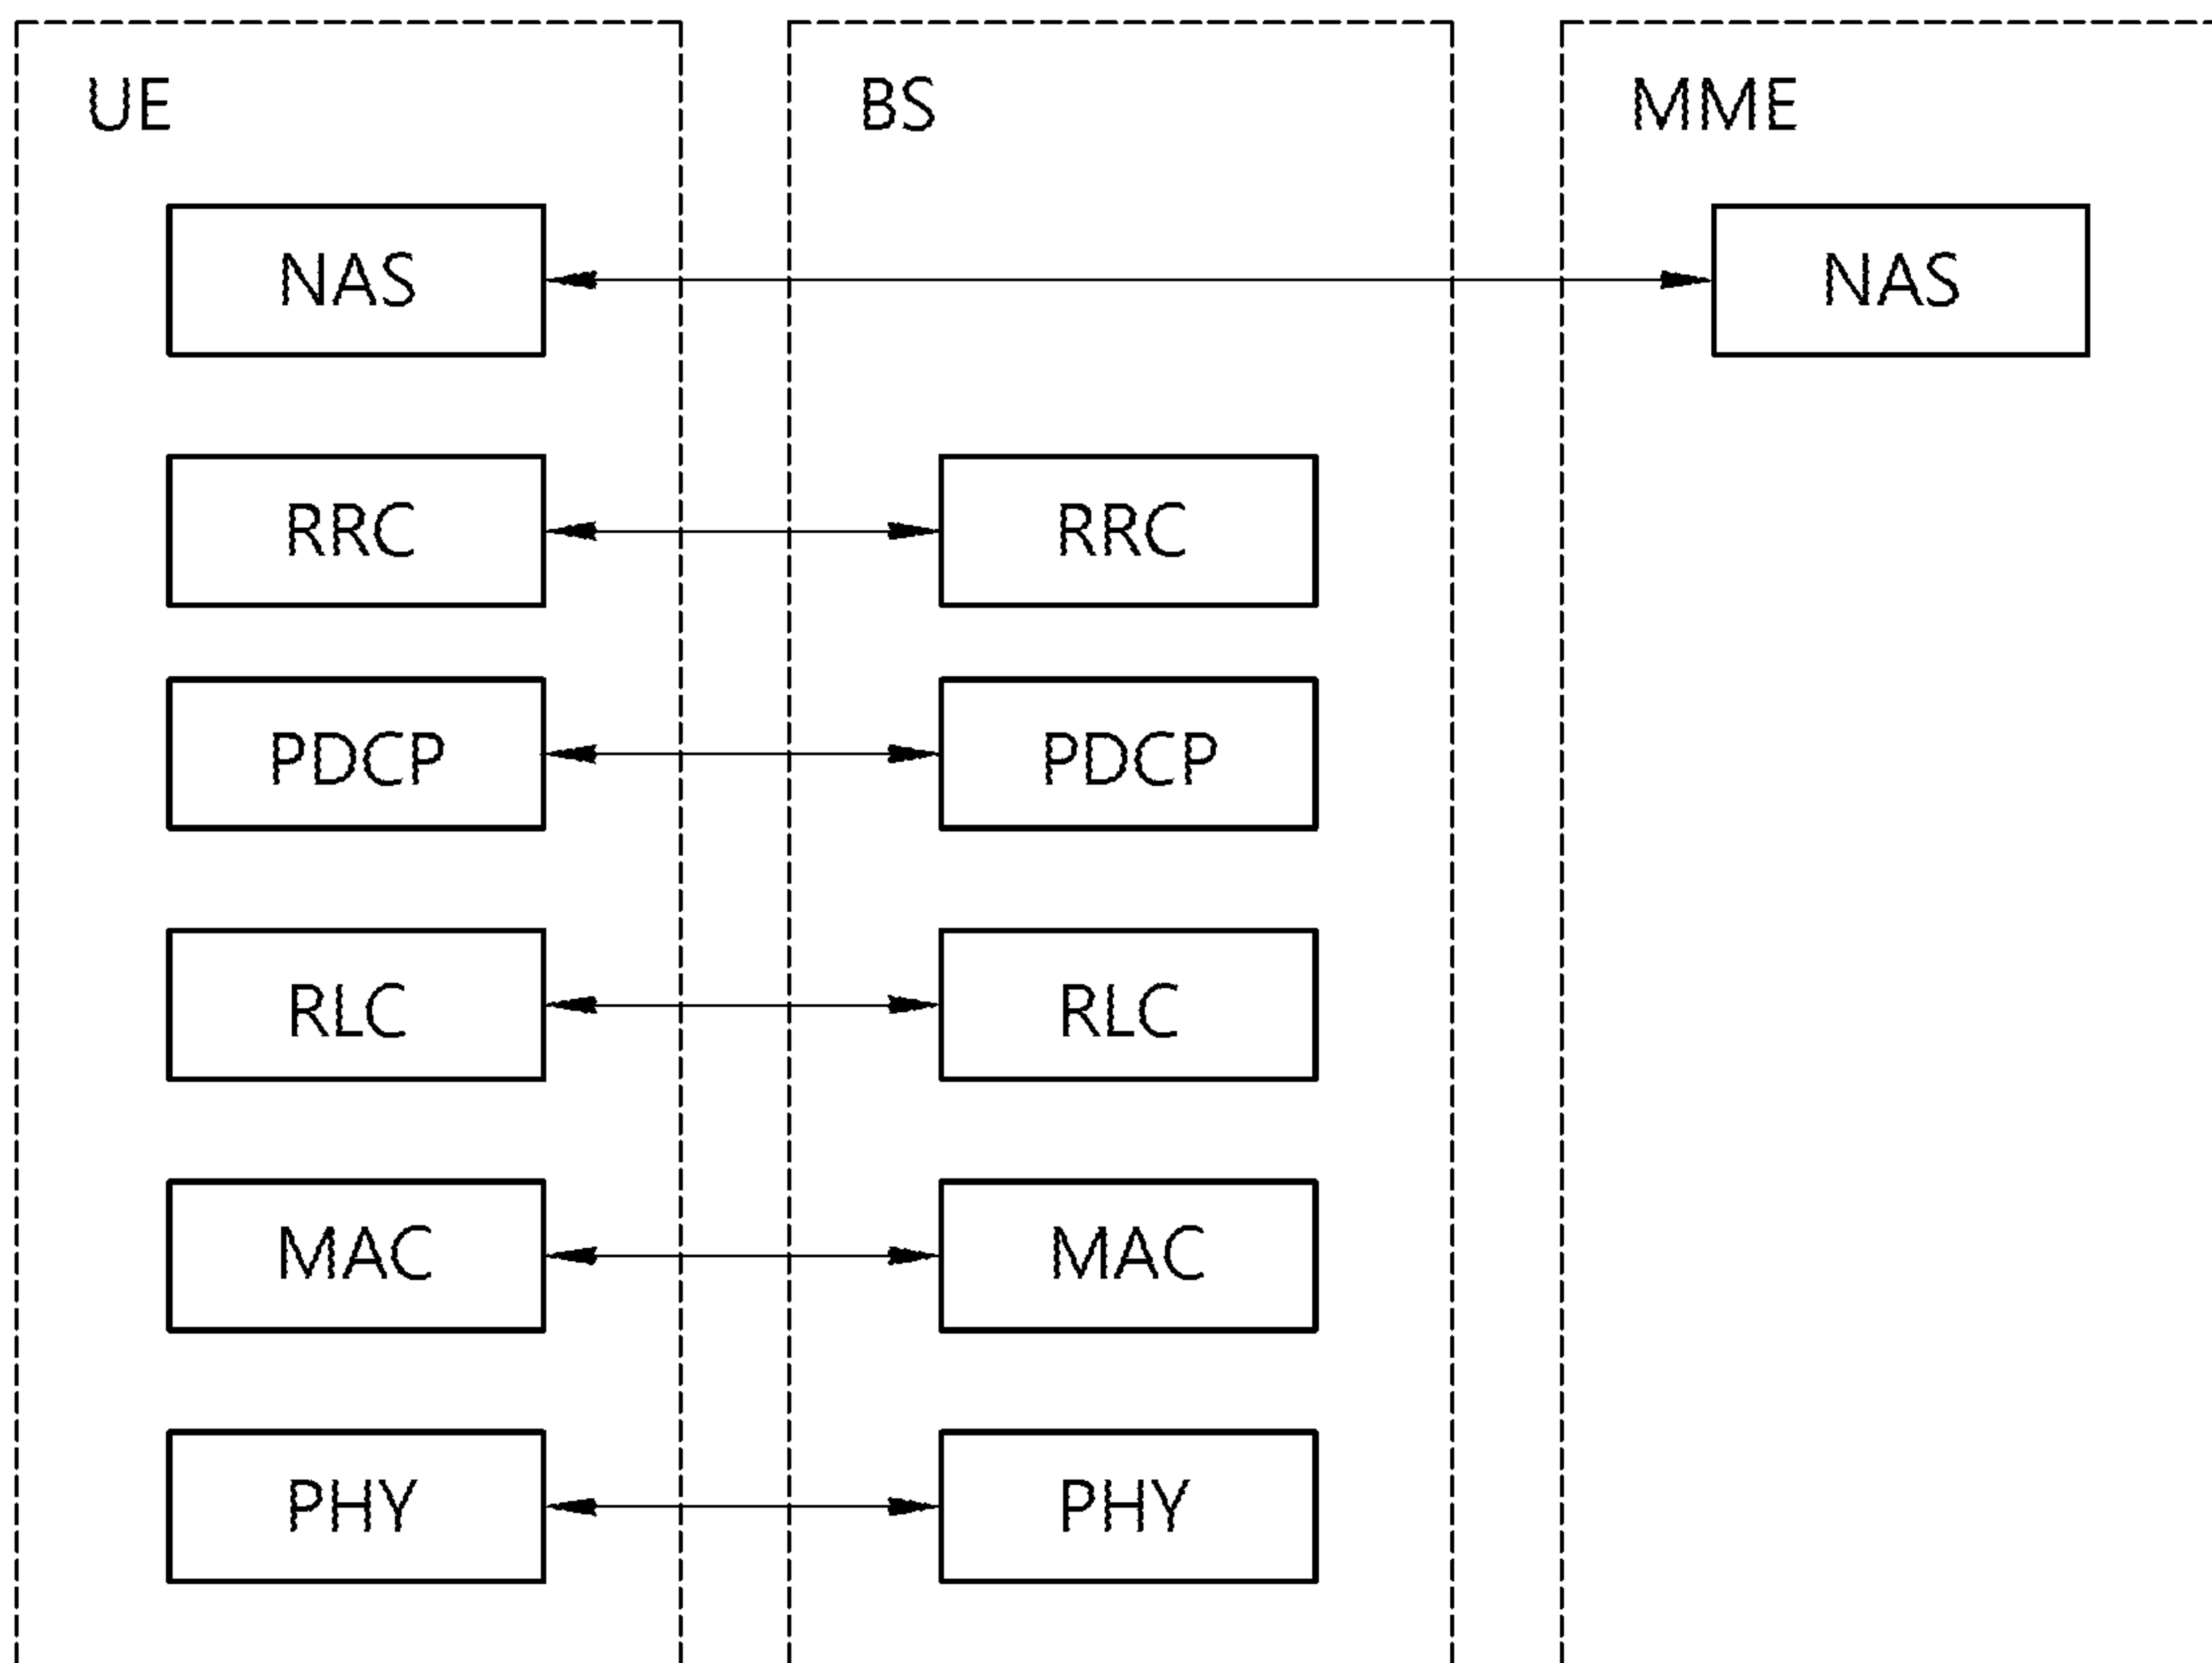 UE
BS
MME
NAS
NAS
RRC
RRC
PDCP
PDCP
RLC
RLC
MAC
MAC
PHY
PHY